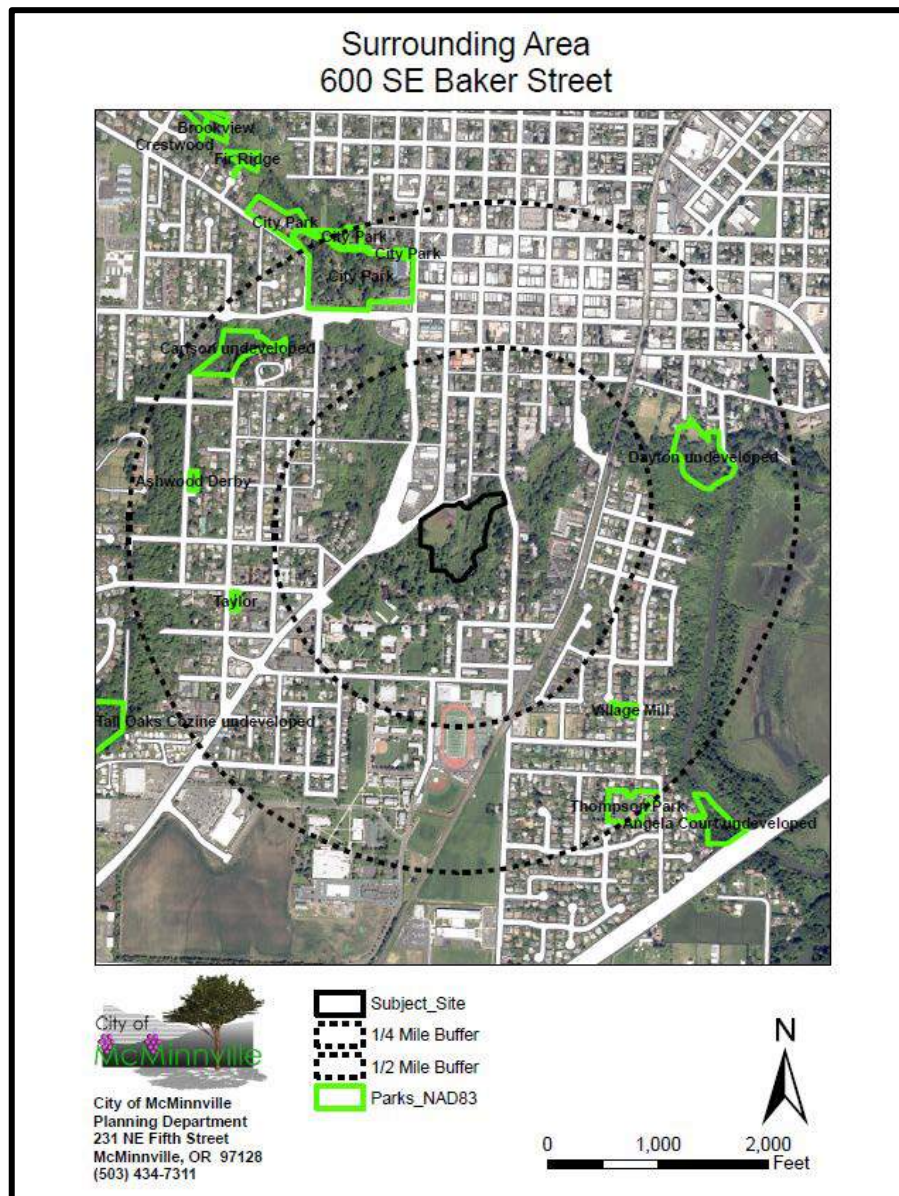 Surrounding Area
600 SE Baker Street
Brookview
Crestwood
Fir Ridge
City Park
City Park
City Park
City Park
Carlson undeveloped
Dayton undeveloped
Ashwood Derby
Taylor
Village Mill
Tall Oaks Cozine undeveloped
Thompson Park
Angela Court undeveloped
City of
McMinnville
City of McMinnville
Planning Department
231 NE Fifth Street
McMinnville, OR 97128
(503) 434-7311
Subject_Site
1/4 Mile Buffer
1/2 Mile Buffer
Parks_NAD83
N
0 1,000 2,000
Feet